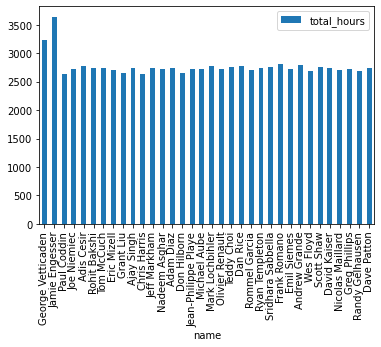 total_hours
3500
3000
2500
2000
1500
1000
500
0
George Vetticaden
Jamie Engesser
Paul Coddin
Joe Niemiec
Adis Cesir
Rohit Bakshi
Tom McCuch
Eric Mizell
Grant Liu
Ajay Singh
Chris Harris
Jeff Markham
Nadeem Asghar
Adam Diaz
Don Hilborn
Jean-Philippe Playe
Michael Aube
Mark Lochbihler
Olivier Renault
Teddy Choi
Dan Rice
Rommel Garcia
Ryan Templeton
Sridhara Sabbella
Frank Romano
Emil Siemes
Andrew Grande
Wes Floyd
Scott Shaw
David Kaiser
Nicolas Maillard
Greg Phillips
Randy Gelhausen
Dave Patton
name